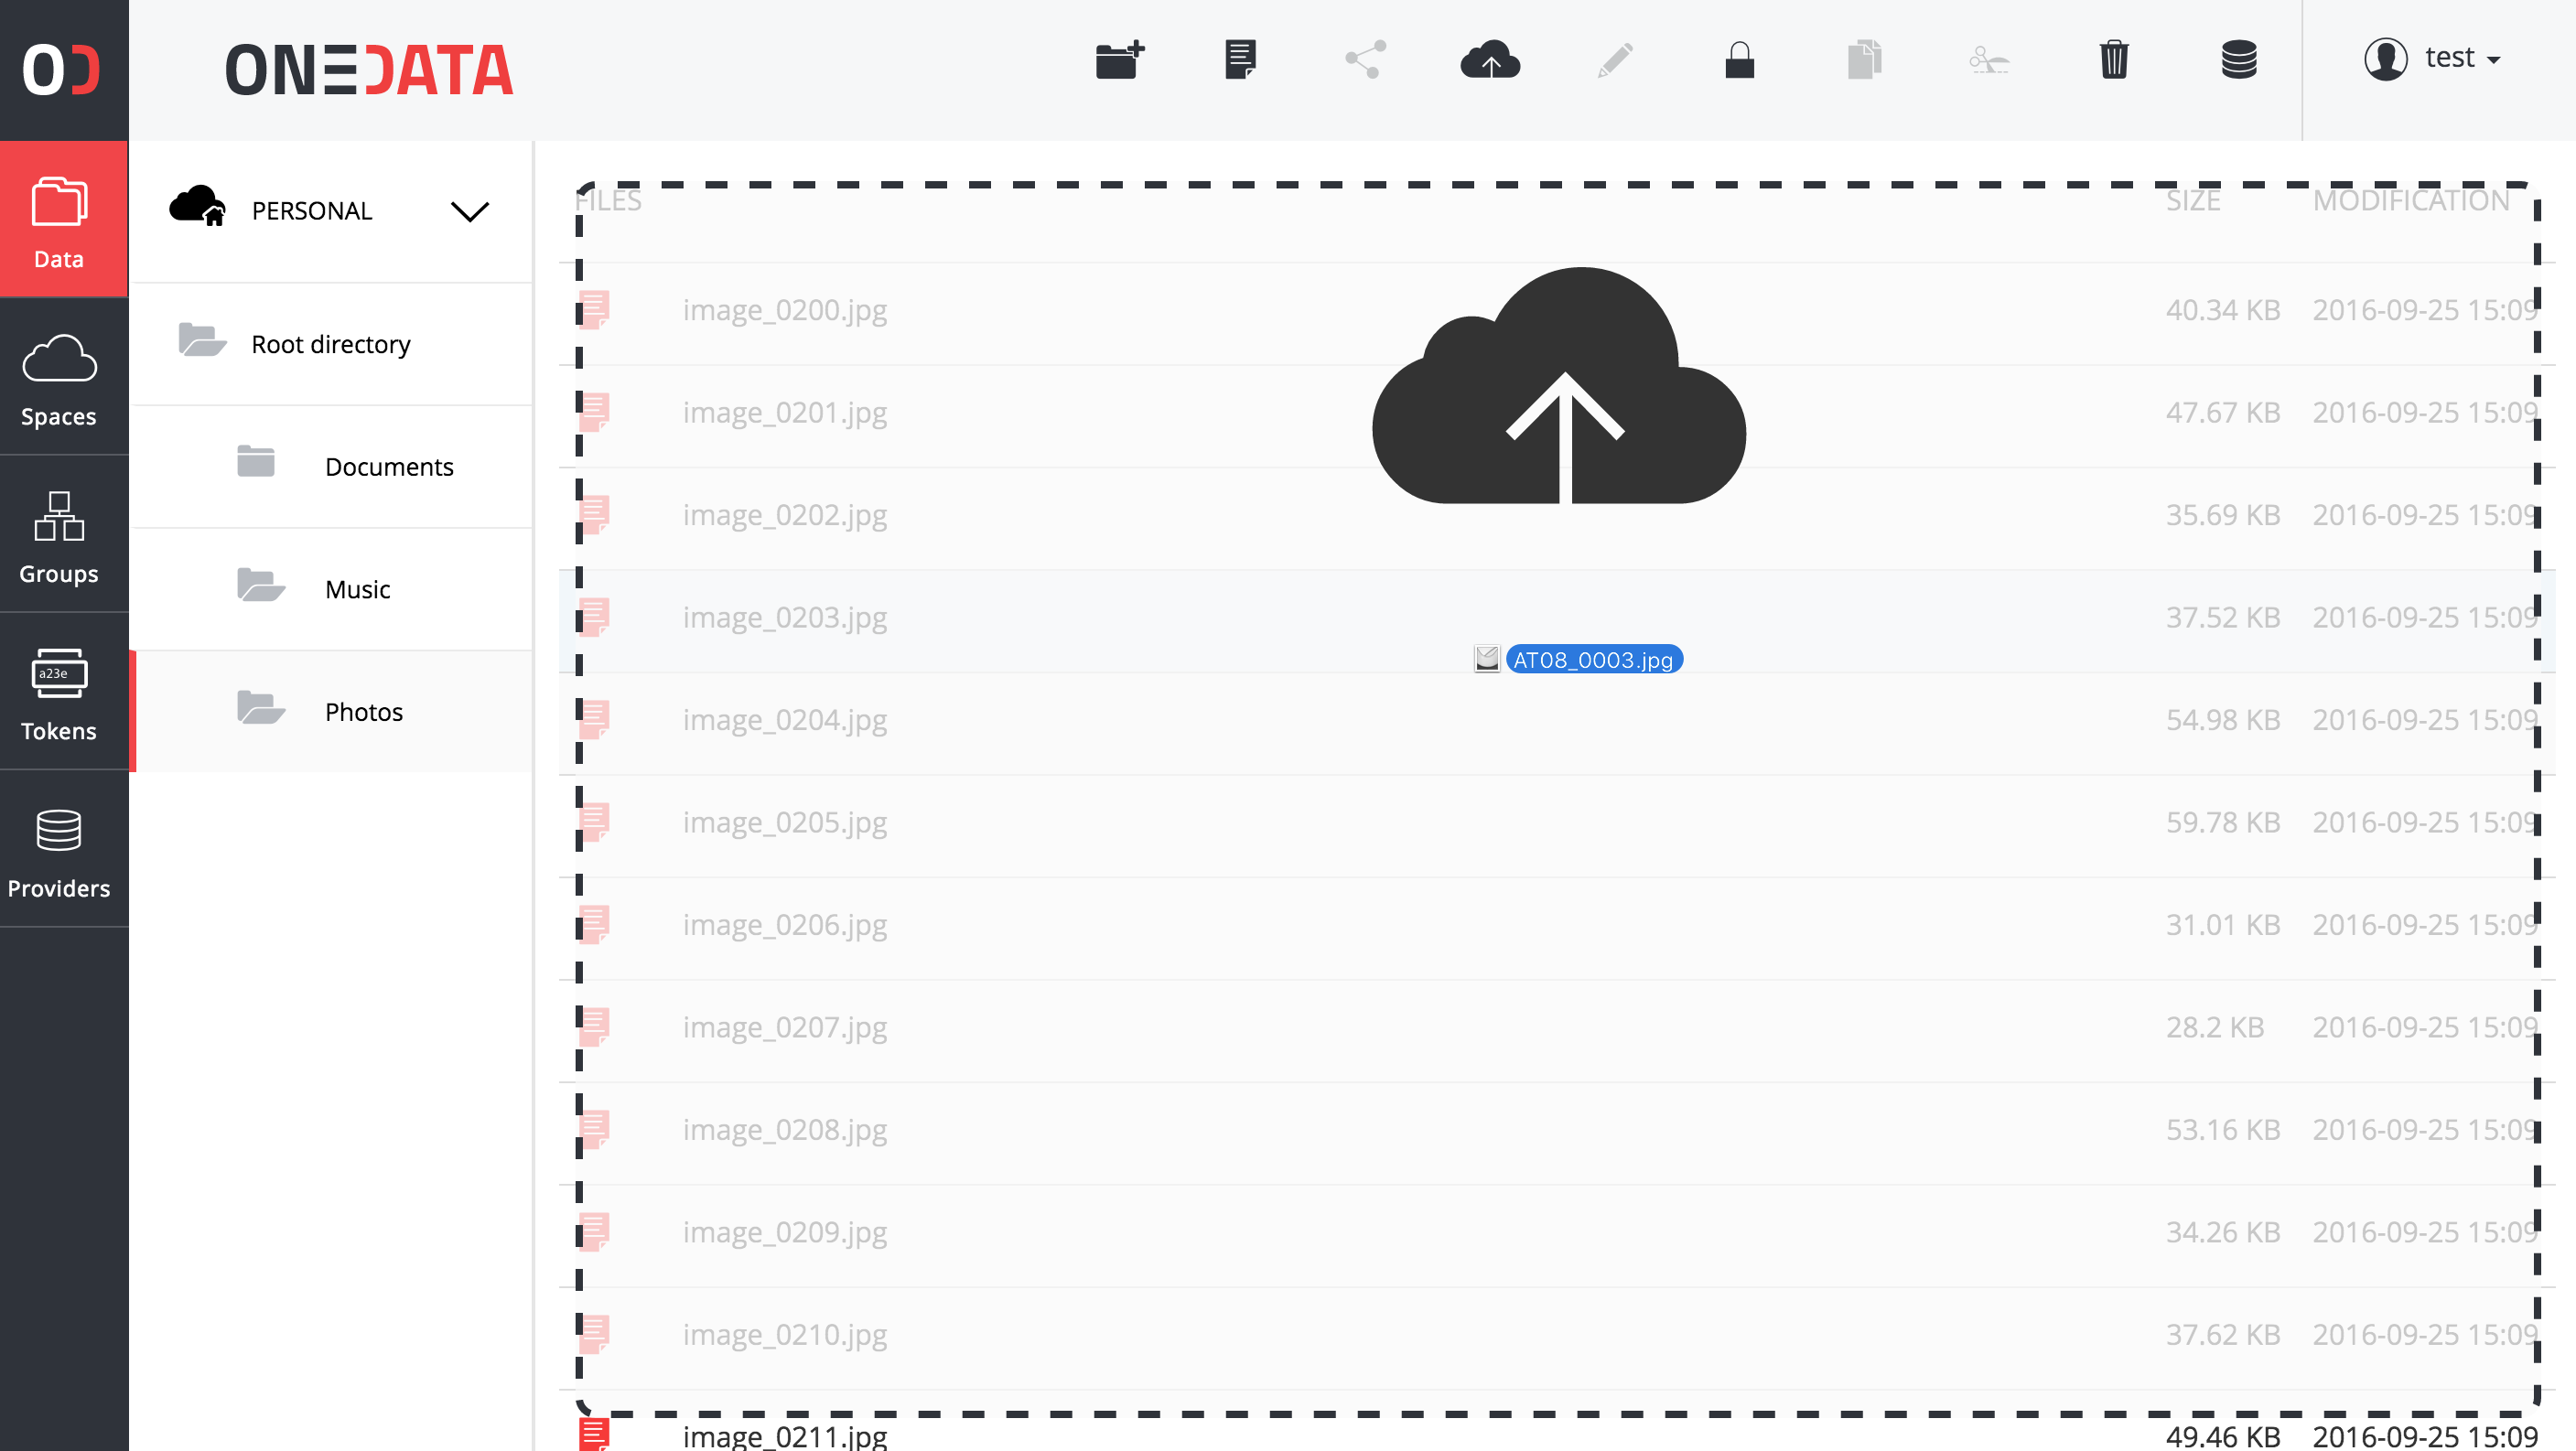 OD
ONEDATA
test
Data
Spaces
Groups
a23e
Tokens
Providers
PERSONAL
Root directory
Documents
Music
Photos
FILES SIZE MODIFICATION
image_0200.jpg 40.34 KB 2016-09-25 15:09
image_0201.jpg 47.67 KB 2016-09-25 15:09
image_0202.jpg 35.69 KB 2016-09-25 15:09
image_0203.jpg 37.52 KB 2016-09-25 15:09
AT08_0003.jpg
image_0204.jpg 54.98 KB 2016-09-25 15:09
image_0205.jpg 59.78 KB 2016-09-25 15:09
image_0206.jpg 31.01 KB 2016-09-25 15:09
image_0207.jpg 28.2 KB 2016-09-25 15:09
image_0208.jpg 53.16 KB 2016-09-25 15:09
image_0209.jpg 34.26 KB 2016-09-25 15:09
image_0210.jpg 37.62 KB 2016-09-25 15:09
image_0211.jpg 49.46 KB 2016-09-25 15:09